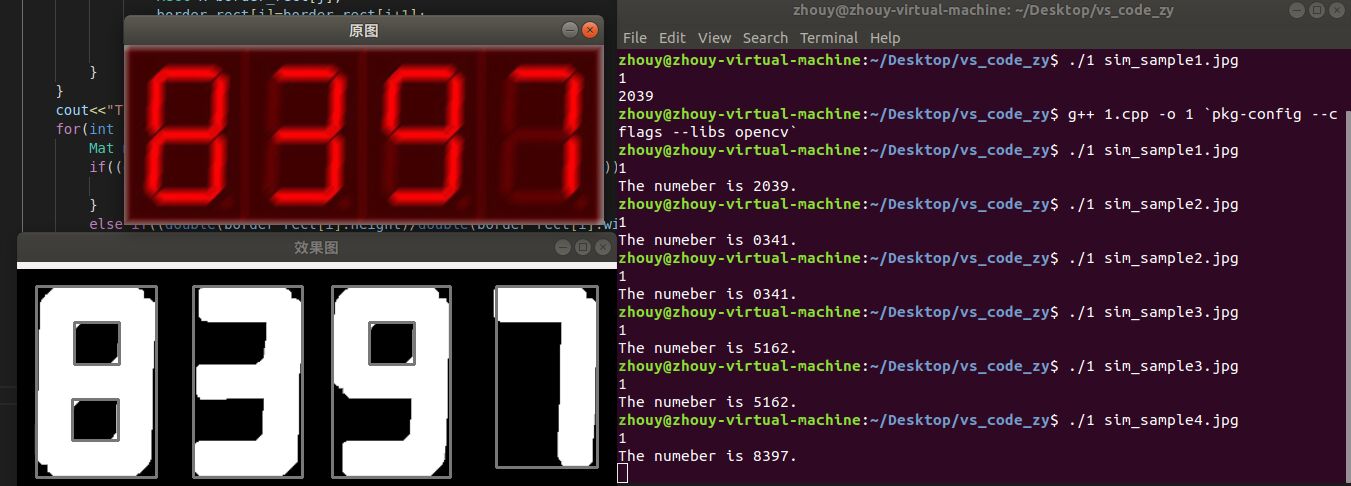 border_rect[i]=border_rect[i+1];
}
}
cout<<"T
for(int
Mat
if((
}
else if((double(border_rect[i].height)/double(border_rect[i].wi
原图
8397
效果图
8397
zhouy@zhouy-virtual-machine: ~/Desktop/vs_code_zy
File Edit View Search Terminal Help
zhouy@zhouy-virtual-machine:~/Desktop/vs_code_zy$ ./1 sim_sample1.jpg
1
2039
zhouy@zhouy-virtual-machine:~/Desktop/vs_code_zy$ g++ 1.cpp -o 1 `pkg-config --c
flags --libs opencv`
zhouy@zhouy-virtual-machine:~/Desktop/vs_code_zy$ ./1 sim_sample1.jpg
1
The numeber is 2039.
zhouy@zhouy-virtual-machine:~/Desktop/vs_code_zy$ ./1 sim_sample2.jpg
1
The numeber is 0341.
zhouy@zhouy-virtual-machine:~/Desktop/vs_code_zy$ ./1 sim_sample2.jpg
1
The numeber is 0341.
zhouy@zhouy-virtual-machine:~/Desktop/vs_code_zy$ ./1 sim_sample3.jpg
1
The numeber is 5162.
zhouy@zhouy-virtual-machine:~/Desktop/vs_code_zy$ ./1 sim_sample3.jpg
1
The numeber is 5162.
zhouy@zhouy-virtual-machine:~/Desktop/vs_code_zy$ ./1 sim_sample4.jpg
1
The numeber is 8397.